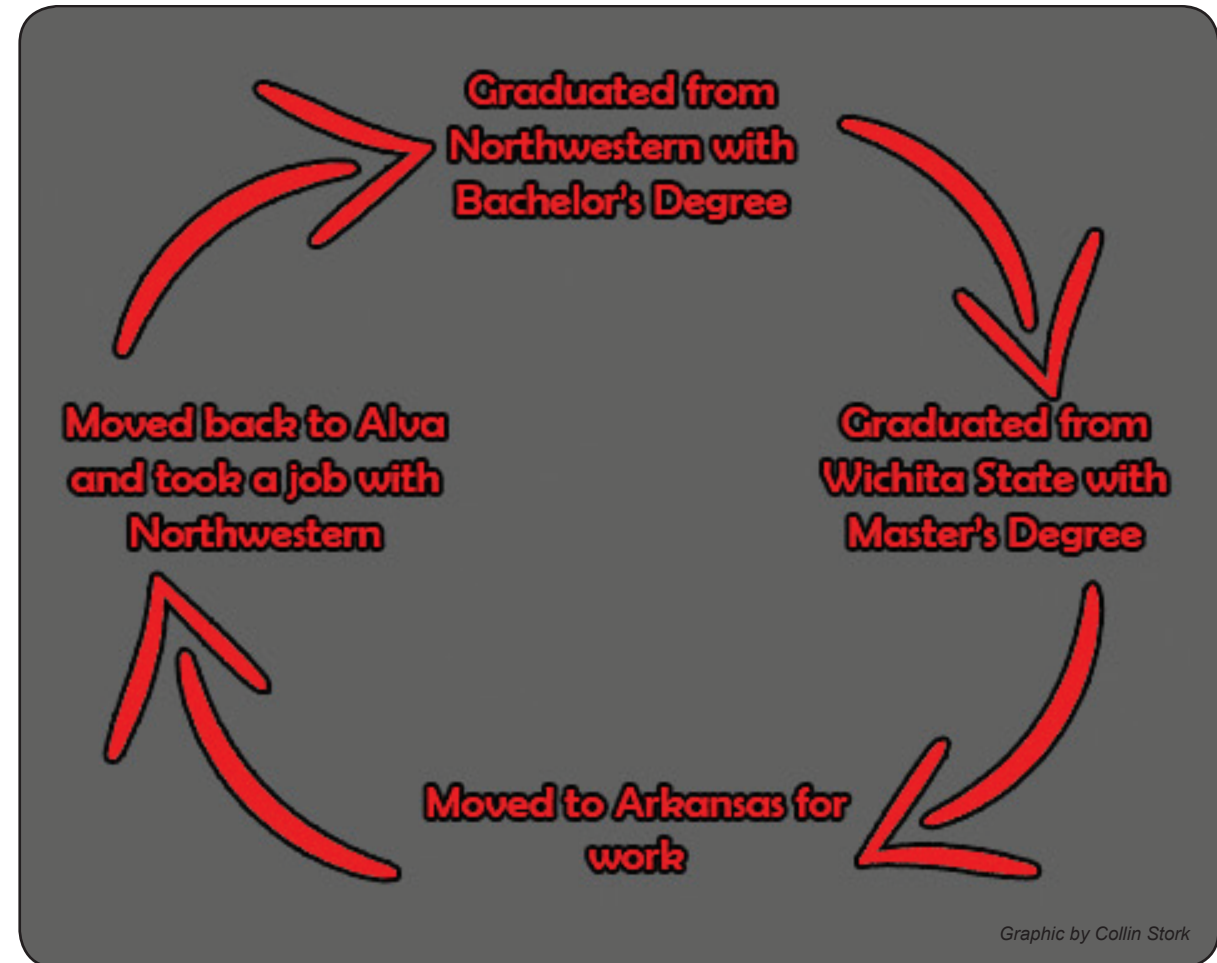 Graduated from
Northwestern with
Bachelor's Degree
Graduated from
Wichita State with
Master's Degree
Moved to Arkansas for
work
Moved back to Alva
and took a job with
Northwestern
Graphic by Collin Stork